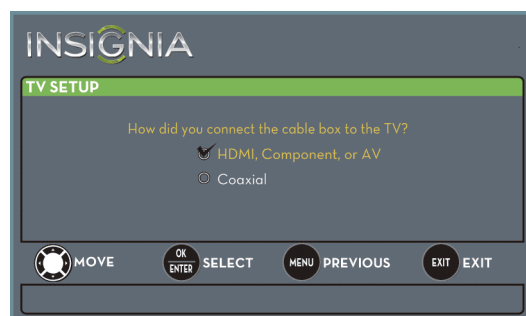 INSIGNIA
TV SETUP
How did you connect the cable box to the TV?
HDMI, Component, or AV
Coaxial
MOVE OK ENTER SELECT MENU PREVIOUS EXIT EXIT